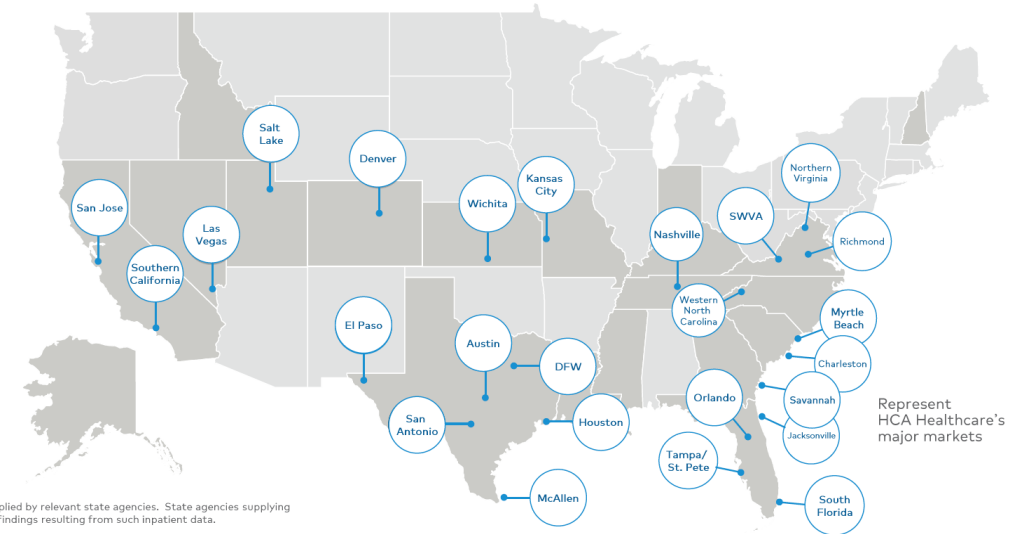 Salt
Lake
Denver
Kansas
City
Northern
Virginia
San Jose
Las
Vegas
Wichita
Nashville
SWVA
Richmond
Southern
California
Western
North
Carolina
El Paso
Austin
DFW
Myrtle
Beach
Charleston
San
Antonio
Houston
Orlando
Savannah
Jacksonville
Represent
HCA Healthcare's
major markets
Tampa/
St. Pete
McAllen
South
Florida
plied by relevant state agencies. State agencies supplying
findings resulting from such inpatient data.